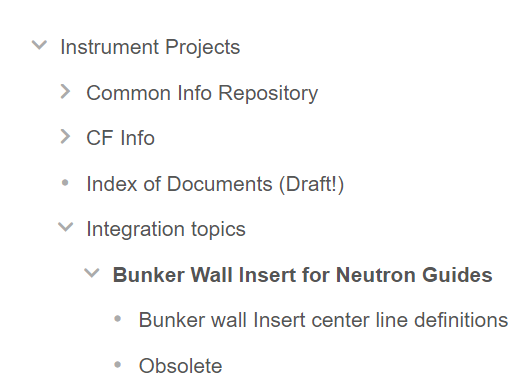 Instrument Projects
Common Info Repository
CF Info
Index of Documents (Draft!)
Integration topics
Bunker Wall Insert for Neutron Guides
Bunker wall Insert center line definitions
Obsolete